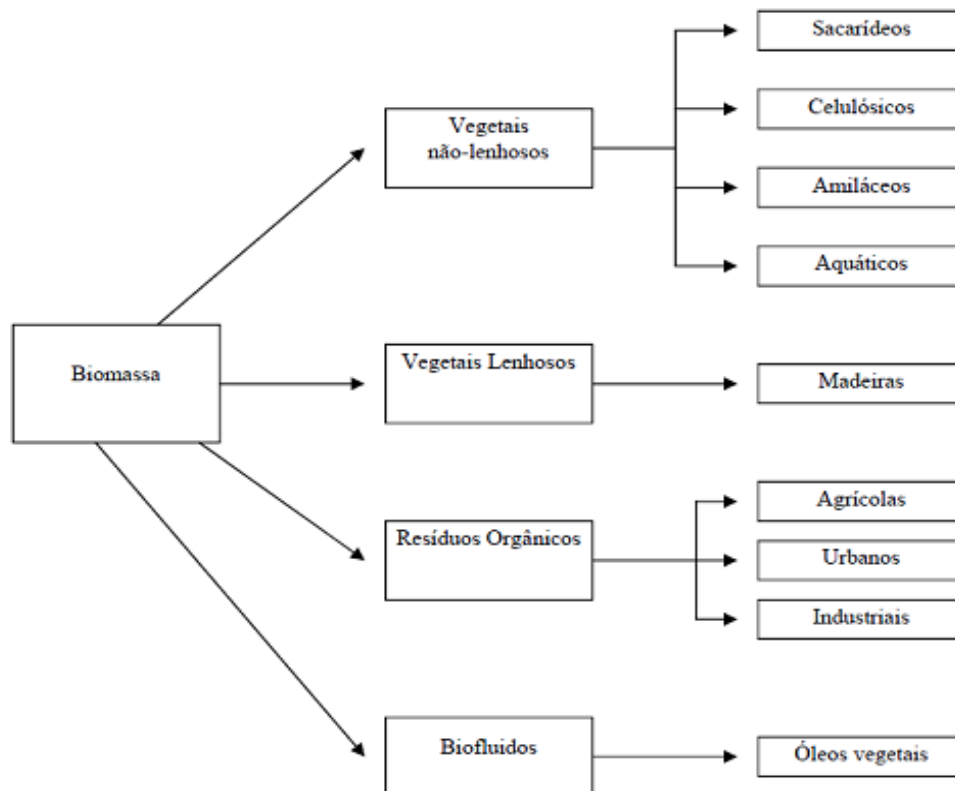 Biomassa
Vegetais
não-lenhosos
Sacarídeos
Celulósicos
Amiláceos
Aquáticos
Vegetais Lenhosos
Madeiras
Resíduos Orgânicos
Agrícolas
Urbanos
Industriais
Biofluidos
Óleos vegetais